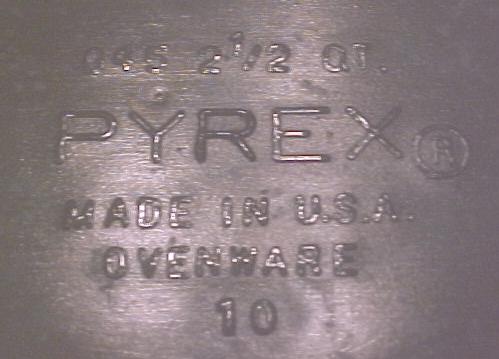 045 2 1/2 QT.
PYREX ®
MADE IN U.S.A.
OVENWARE
10